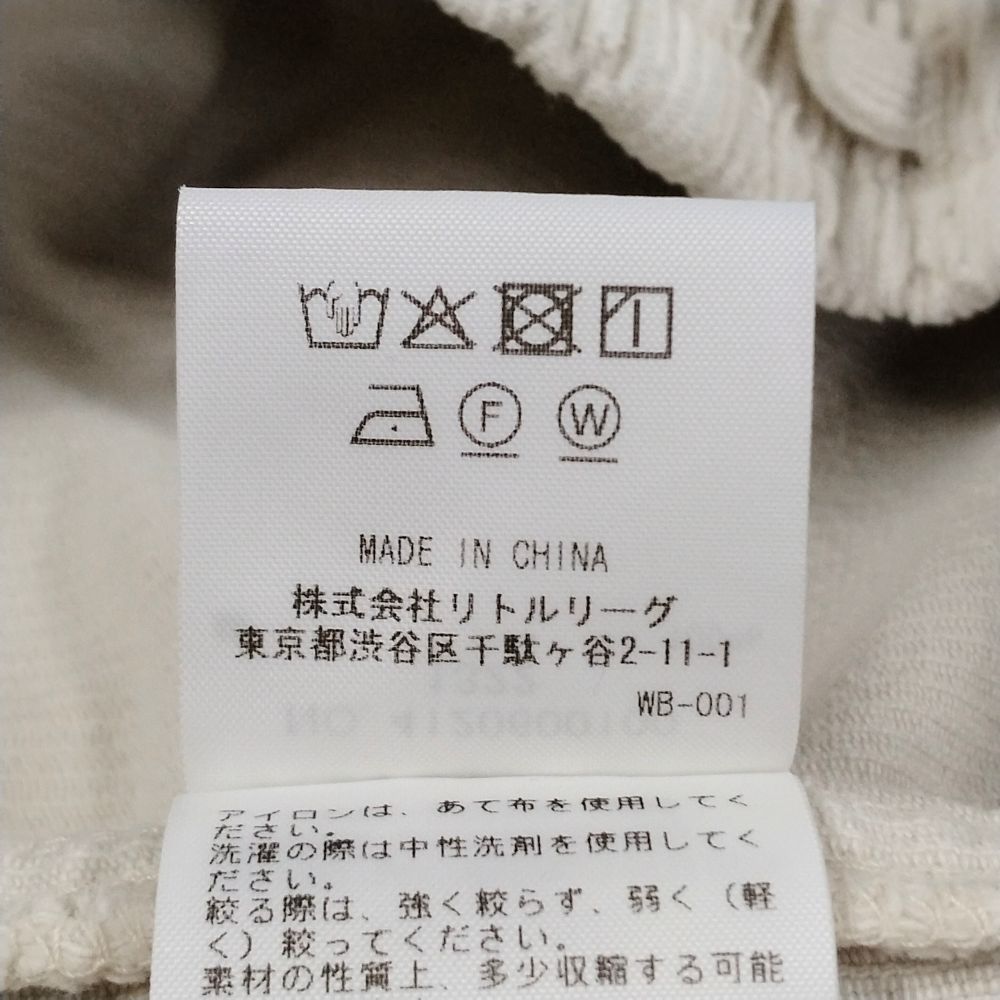 F W
MADE IN CHINA
株式会社リトルリーグ
東京都渋谷区千駄ヶ谷2-11-1
WB-001
アイロンは、あて布を使用してく
ださい。
洗濯の際は中性洗剤を使用してく
ださい。
絞る際は、強く絞らず、弱く（軽
く）絞ってください。
素材の性質上、多少収縮する可能